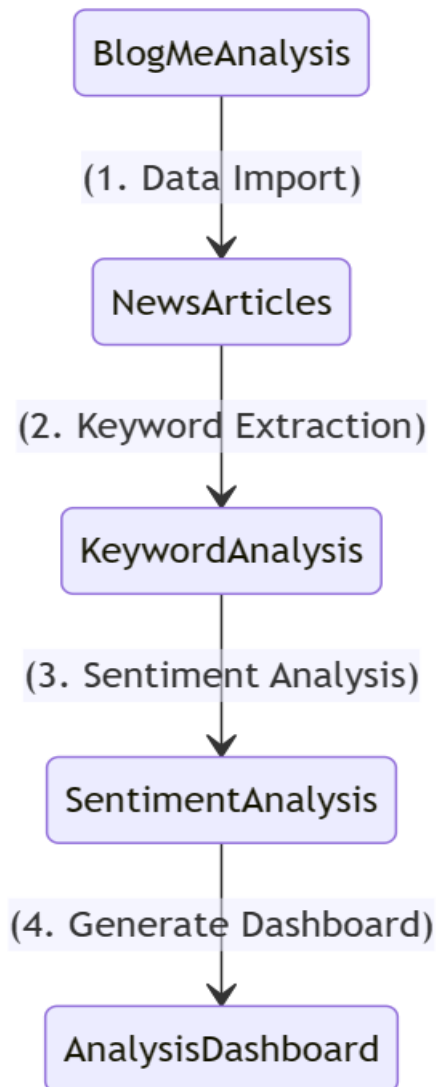 BlogMeAnalysis
(1. Data Import)
NewsArticles
(2. Keyword Extraction)
KeywordAnalysis
(3. Sentiment Analysis)
SentimentAnalysis
(4. Generate Dashboard)
AnalysisDashboard